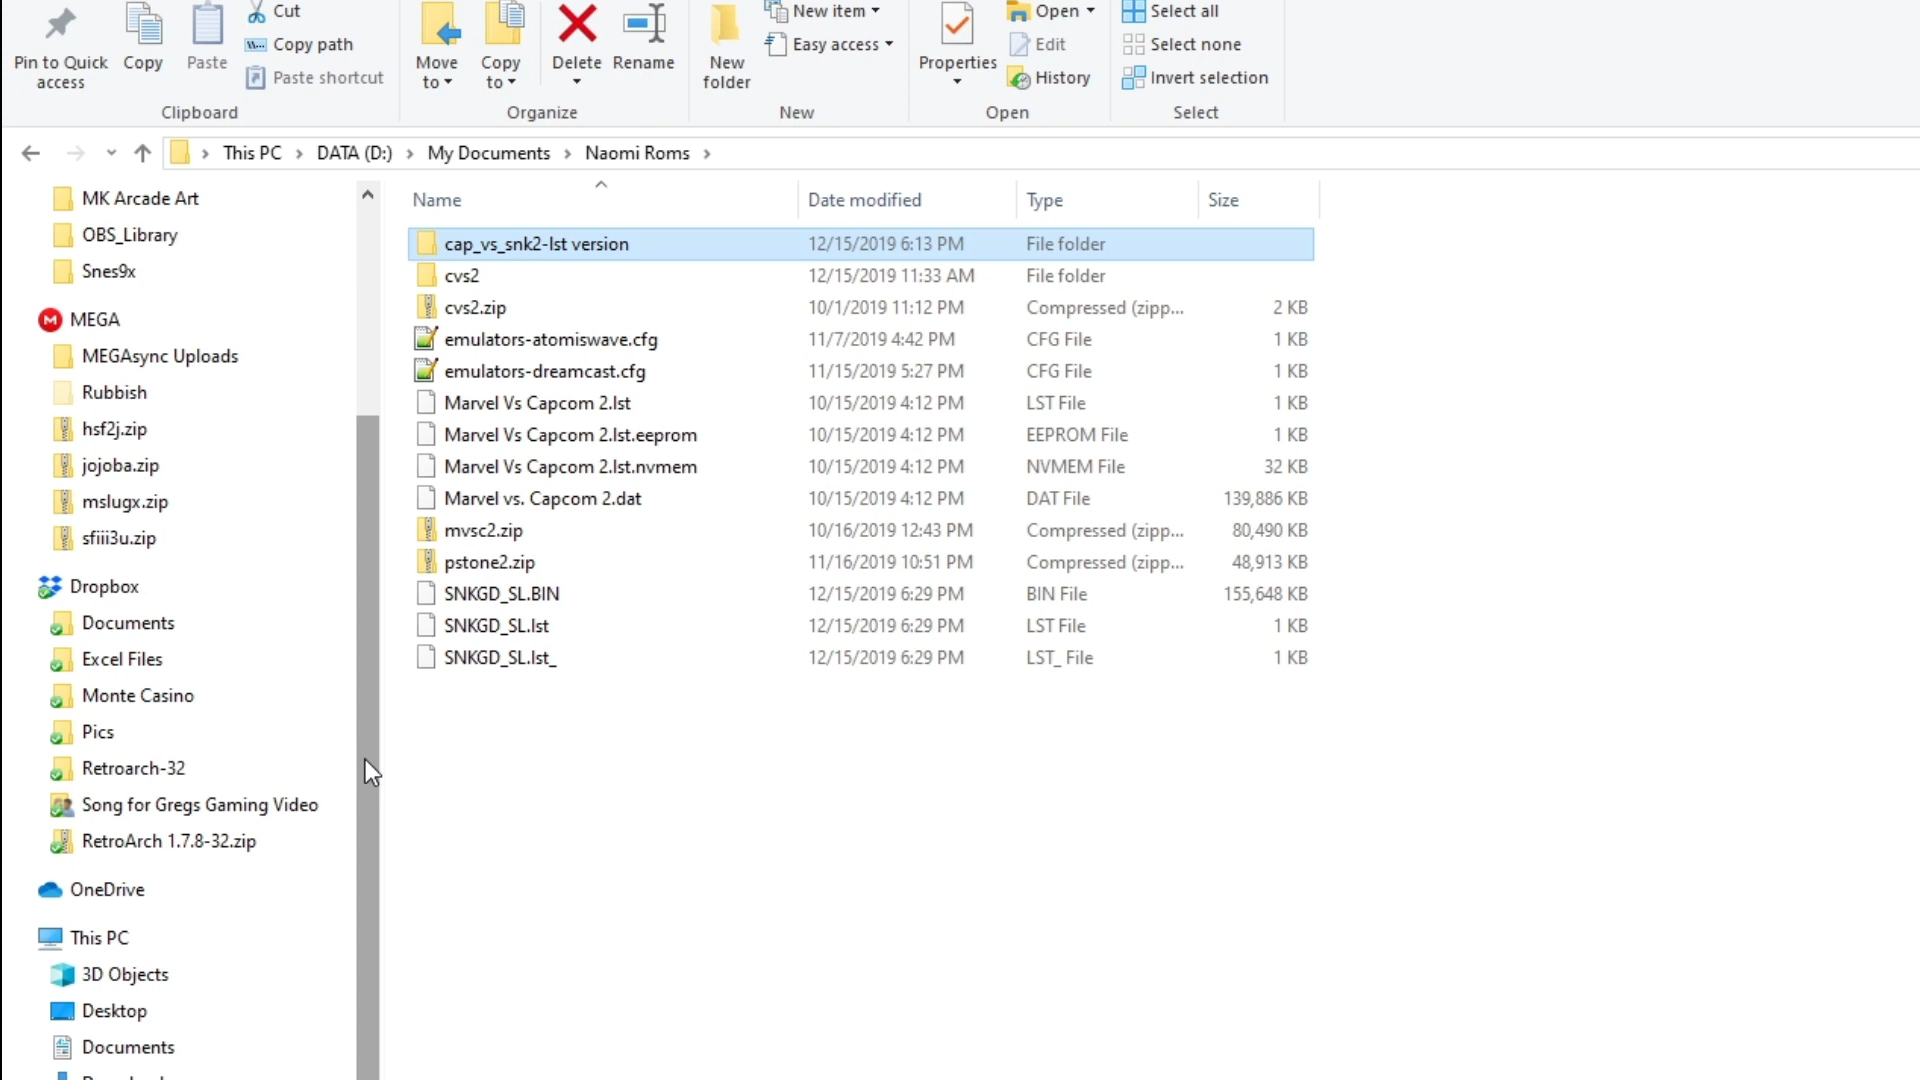 Cut
Copy path
Paste shortcut
Pin to Quick
access
Copy
Paste
Clipboard
Move
to
Copy
to
Delete
Rename
Organize
New
folder
New item
Easy access
New
Properties
Open
Edit
History
Open
Select all
Select none
Invert selection
Select
This PC > DATA (D:) > My Documents > Naomi Roms >
MK Arcade Art
OBS_Library
Snes9x
MEGA
MEGAsync Uploads
Rubbish
hsf2j.zip
jojoba.zip
mslugx.zip
sfiii3u.zip
Dropbox
Documents
Excel Files
Monte Casino
Pics
Retroarch-32
Song for Gregs Gaming Video
RetroArch 1.7.8-32.zip
OneDrive
This PC
3D Objects
Desktop
Documents
Name Date modified Type Size
cap_vs_snk2-lst version 12/15/2019 6:13 PM File folder
cvs2 12/15/2019 11:33 AM File folder
cvs2.zip 10/1/2019 11:12 PM Compressed (zipp... 2 KB
emulators-atomiswave.cfg 11/7/2019 4:42 PM CFG File 1 KB
emulators-dreamcast.cfg 11/15/2019 5:27 PM CFG File 1 KB
Marvel Vs Capcom 2.lst 10/15/2019 4:12 PM LST File 1 KB
Marvel Vs Capcom 2.lst.eeprom 10/15/2019 4:12 PM EEPROM File 1 KB
Marvel Vs Capcom 2.lst.nvmem 10/15/2019 4:12 PM NVMEM File 32 KB
Marvel vs. Capcom 2.dat 10/15/2019 4:12 PM DAT File 139,886 KB
mvsc2.zip 10/16/2019 12:43 PM Compressed (zipp... 80,490 KB
pstone2.zip 11/16/2019 10:51 PM Compressed (zipp... 48,913 KB
SNKGD_SL.BIN 12/15/2019 6:29 PM BIN File 155,648 KB
SNKGD_SL.lst 12/15/2019 6:29 PM LST File 1 KB
SNKGD_SL.lst_ 12/15/2019 6:29 PM LST_ File 1 KB